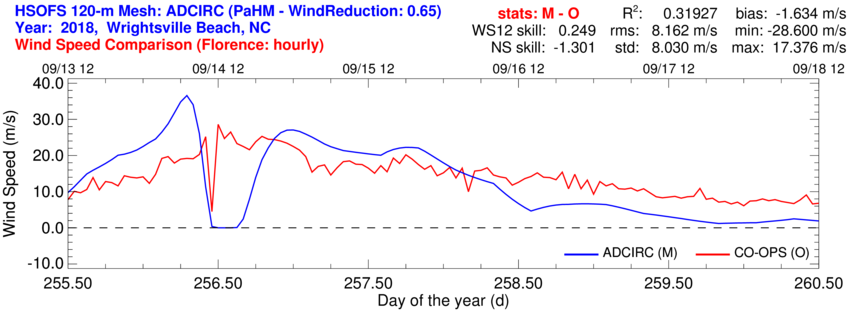 HSOFS 120-m Mesh: ADCIRC (PaHM - WindReduction: 0.65)
Year: 2018, Wrightsville Beach, NC
Wind Speed Comparison (Florence: hourly)
stats: M - O R²: 0.31927 bias: -1.634 m/s
WS12 skill: 0.249 rms: 8.162 m/s min: -28.600 m/s
NS skill: -1.301 std: 8.030 m/s max: 17.376 m/s
09/13 12 09/14 12 09/15 12 09/16 12 09/17 12 09/18 12
40.0
30.0
20.0
10.0
0.0
-10.0
Wind Speed (m/s)
ADCIRC (M) CO-OPS (O)
255.50 256.50 257.50 258.50 259.50 260.50
Day of the year (d)